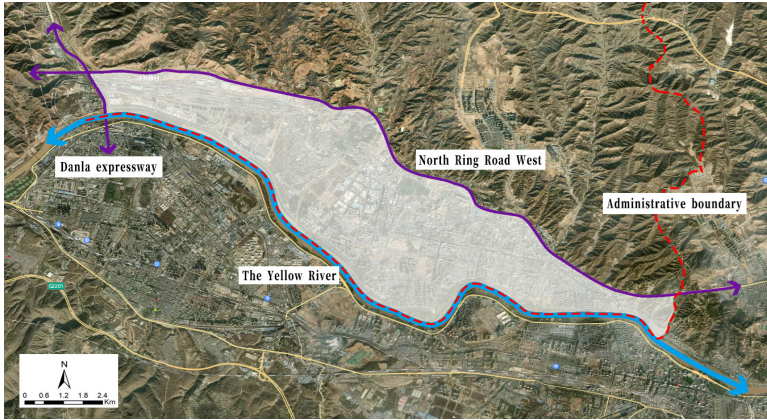 North Ring Road West
Danla expressway
Administrative boundary
The Yellow River
G2201
N
0 0.6 1.2 1.8 2.4
Km